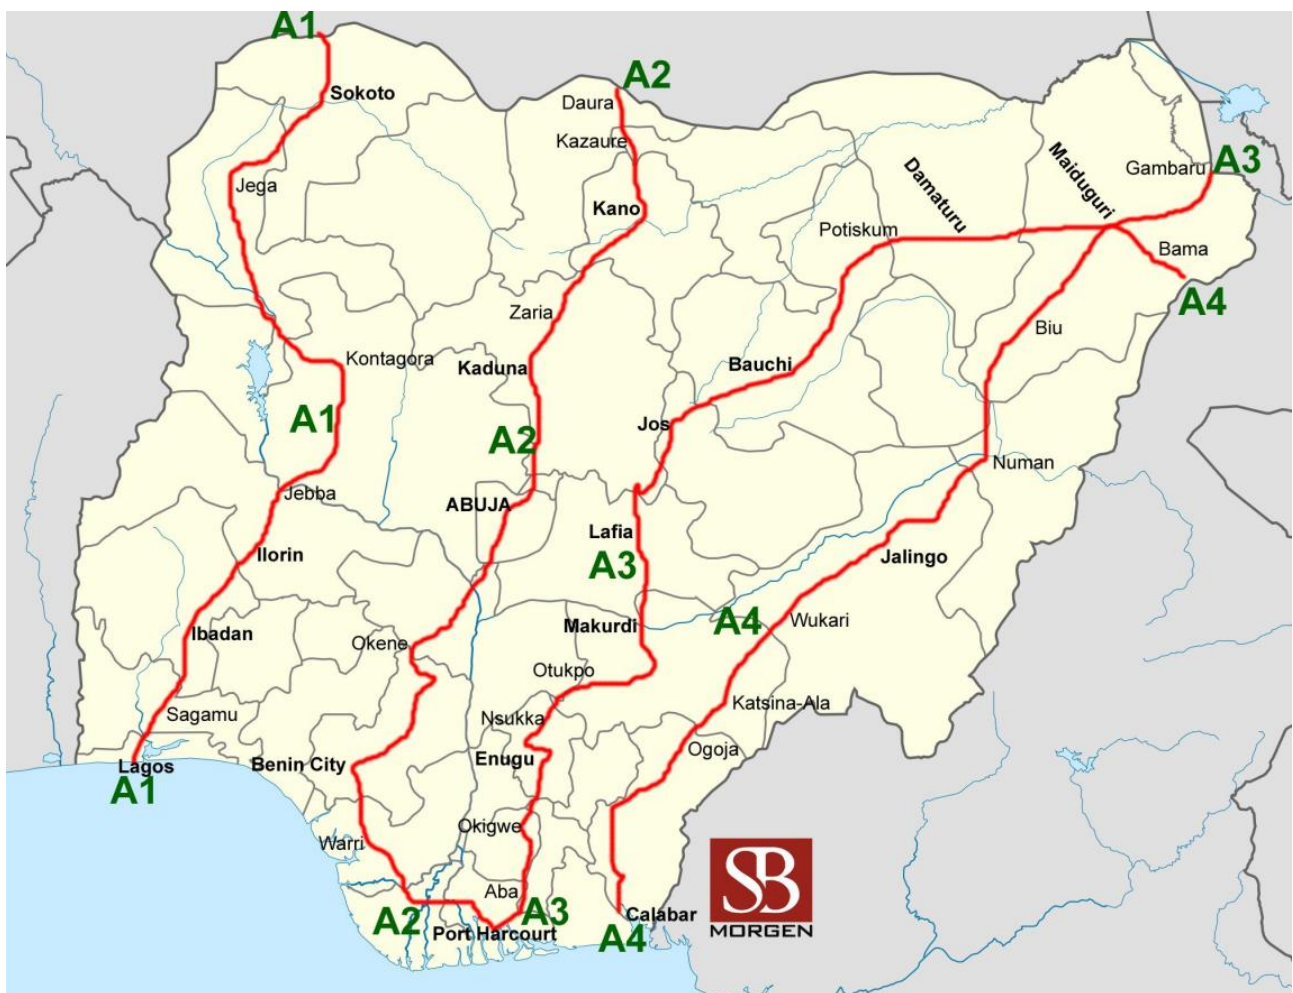 A1
A2
Sokoto
Daura
Kazaure
Gambaru
A3
Damaturu
Maiduguri
Jega
Kano
Potiskum
Bama
A4
Zaria
Biu
Kontagora
Kaduna
Bauchi
A1
A2
Jos
Numan
Jebba
ABUJA
Lafia
Ilorin
A3
Jalingo
Ibadan
Makurdi
A4
Wukari
Okene
Otukpo
Katsina-Ala
Sagamu
Nsukka
Ogoja
Lagos
A1
Benin City
Enugu
Warri
Okigwe
Aba
A2
A3
Port Harcourt
Calabar
A4
SB
MORGEN